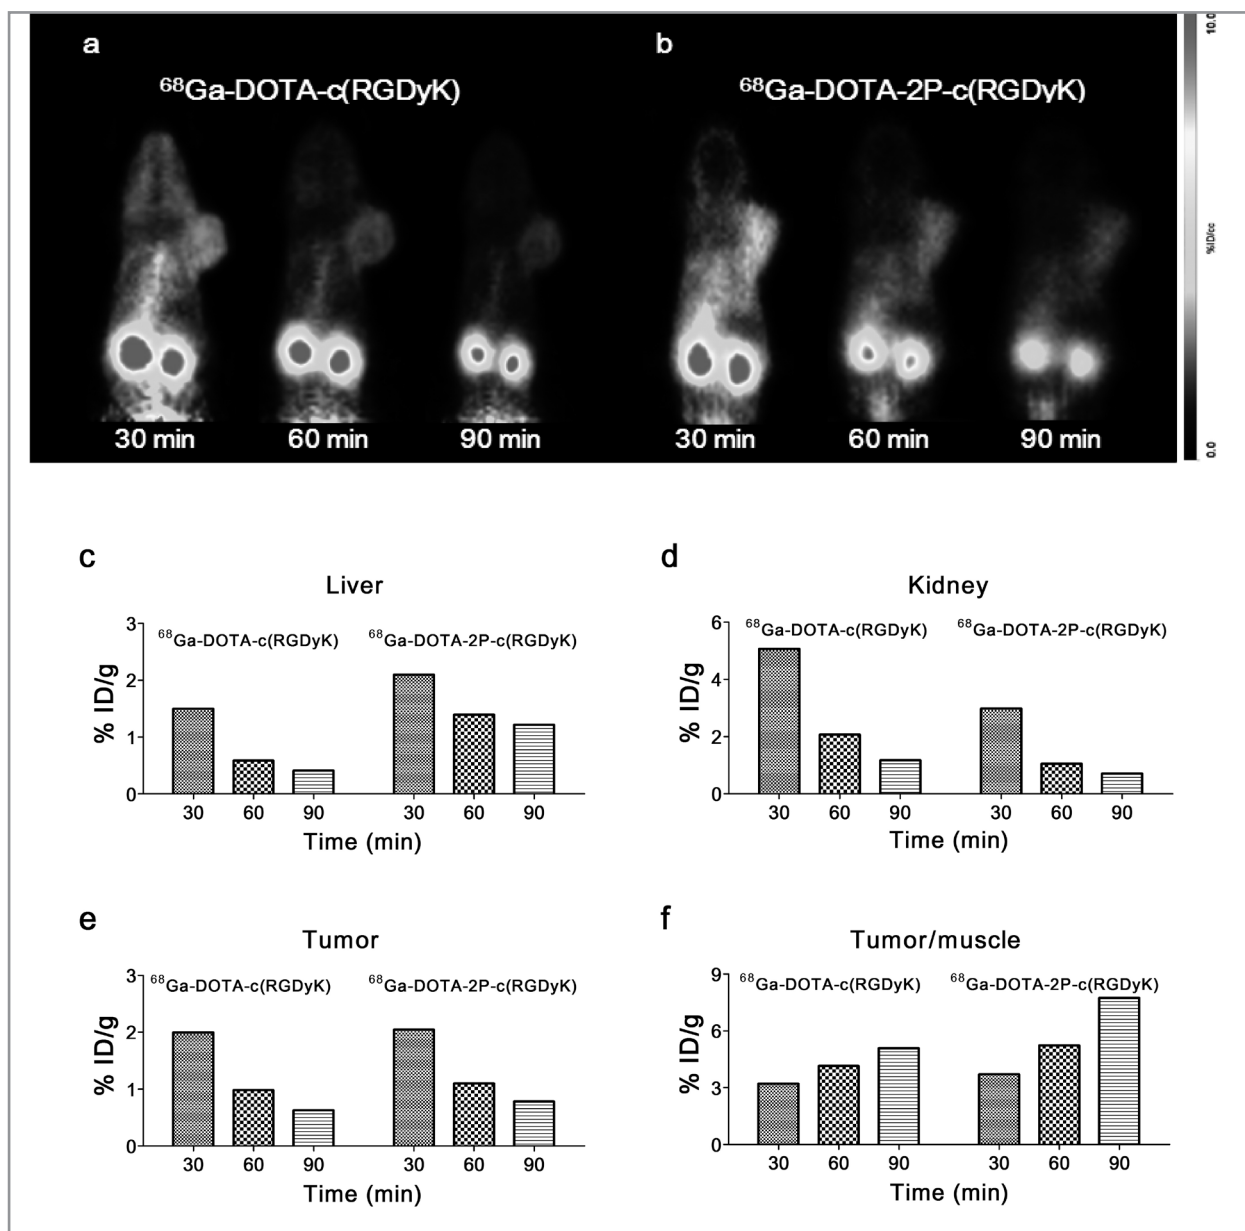 a
b
⁶⁸Ga-DOTA-c(RGDyK)
⁶⁸Ga-DOTA-2P-c(RGDyK)
10.0
%ID/cc
0.0
30 min
60 min
90 min
30 min
60 min
90 min
c
Liver
% ID/g
3
2
1
0
⁶⁸Ga-DOTA-c(RGDyK)
⁶⁸Ga-DOTA-2P-c(RGDyK)
30 60 90 30 60 90
Time (min)
d
Kidney
% ID/g
6
4
2
0
⁶⁸Ga-DOTA-c(RGDyK)
⁶⁸Ga-DOTA-2P-c(RGDyK)
30 60 90 30 60 90
Time (min)
e
Tumor
% ID/g
3
2
1
0
⁶⁸Ga-DOTA-c(RGDyK)
⁶⁸Ga-DOTA-2P-c(RGDyK)
30 60 90 30 60 90
Time (min)
f
Tumor/muscle
% ID/g
9
6
3
0
⁶⁸Ga-DOTA-c(RGDyK)
⁶⁸Ga-DOTA-2P-c(RGDyK)
30 60 90 30 60 90
Time (min)